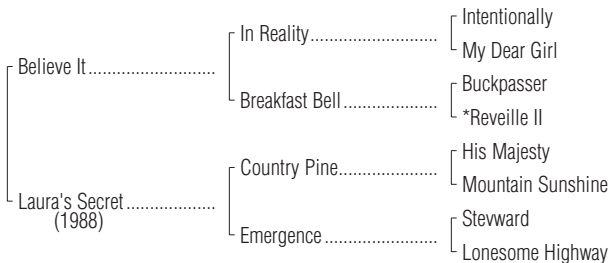 Intentionally
In Reality........................
My Dear Girl
Believe It ...........................
Buckpasser
Breakfast Bell ....................
*Reveille II
His Majesty
Country Pine.....................
Mountain Sunshine
Laura's Secret ...................
(1988)
Stevward
Emergence ........................
Lonesome Highway